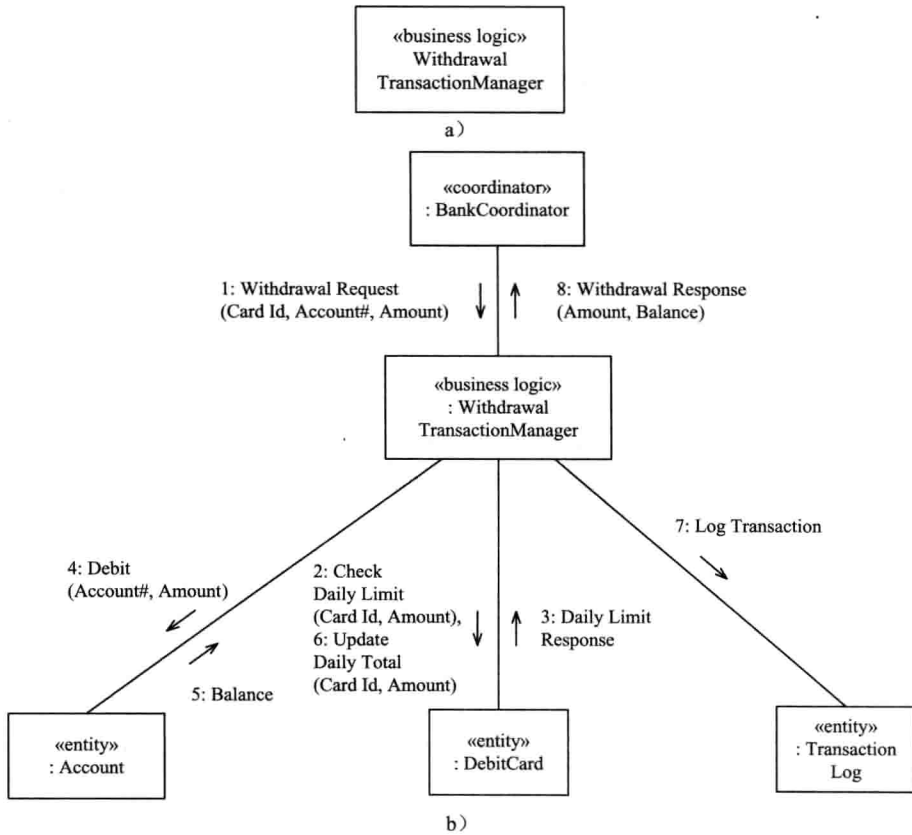 «business logic»
Withdrawal
TransactionManager
a）
«coordinator»
: BankCoordinator
1: Withdrawal Request
(Card Id, Account#, Amount)
8: Withdrawal Response
(Amount, Balance)
«business logic»
: Withdrawal
TransactionManager
7: Log Transaction
4: Debit
(Account#, Amount)
2: Check
Daily Limit
(Card Id, Amount),
6: Update
Daily Total
(Card Id, Amount)
3: Daily Limit
Response
5: Balance
«entity»
: Account
«entity»
: DebitCard
«entity»
: Transaction
Log
b）